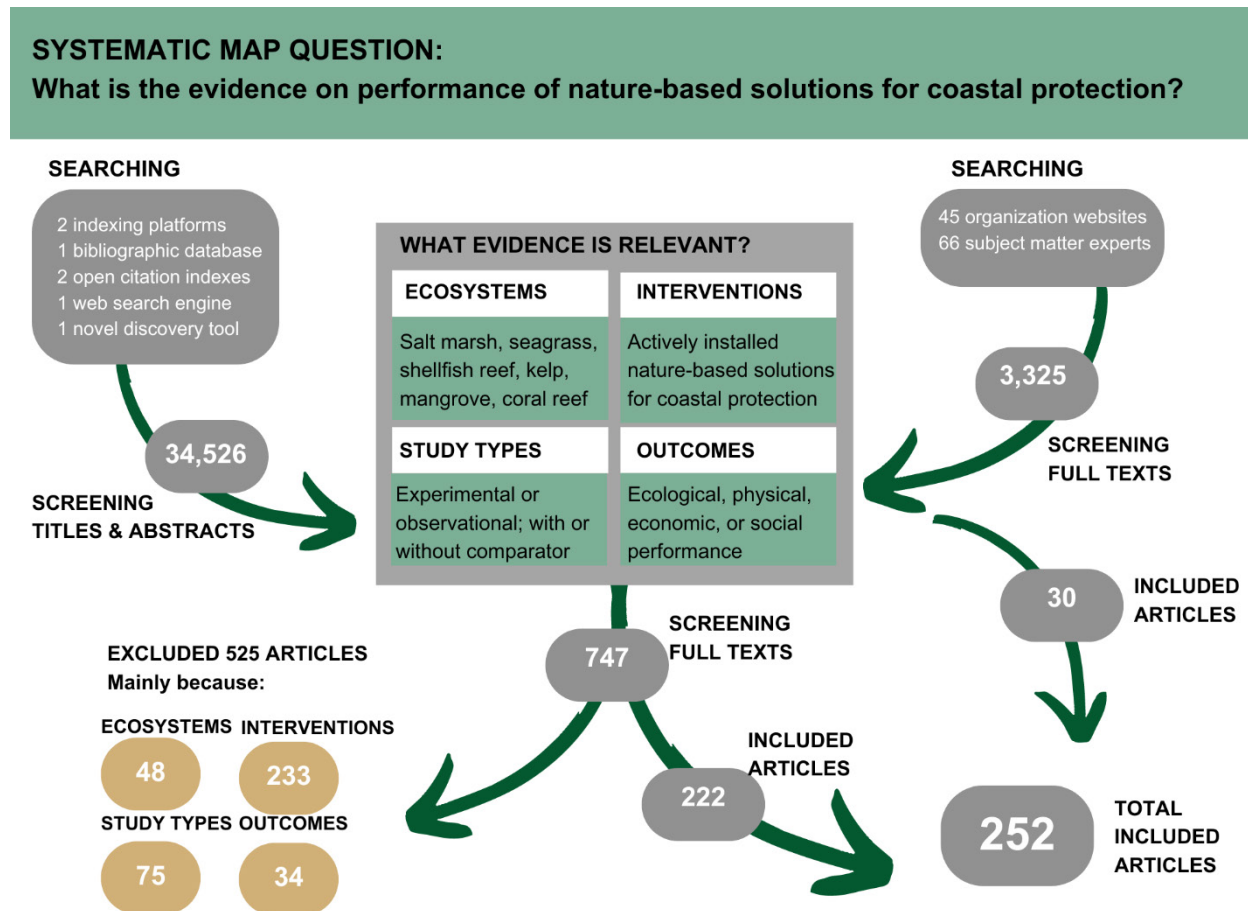 SYSTEMATIC MAP QUESTION:
What is the evidence on performance of nature-based solutions for coastal protection?
SEARCHING
2 indexing platforms
1 bibliographic database
2 open citation indexes
1 web search engine
1 novel discovery tool
34,526
SCREENING
TITLES & ABSTRACTS
WHAT EVIDENCE IS RELEVANT?
ECOSYSTEMS
Salt marsh, seagrass,
shellfish reef, kelp,
mangrove, coral reef
INTERVENTIONS
Actively installed
nature-based solutions
for coastal protection
STUDY TYPES
Experimental or
observational; with or
without comparator
OUTCOMES
Ecological, physical,
economic, or social
performance
SEARCHING
45 organization websites
66 subject matter experts
3,325
SCREENING
FULL TEXTS
30
INCLUDED
ARTICLES
747
SCREENING
FULL TEXTS
EXCLUDED 525 ARTICLES
Mainly because:
ECOSYSTEMS
48
INTERVENTIONS
233
STUDY TYPES
75
OUTCOMES
34
INCLUDED
ARTICLES
222
252
TOTAL
INCLUDED
ARTICLES